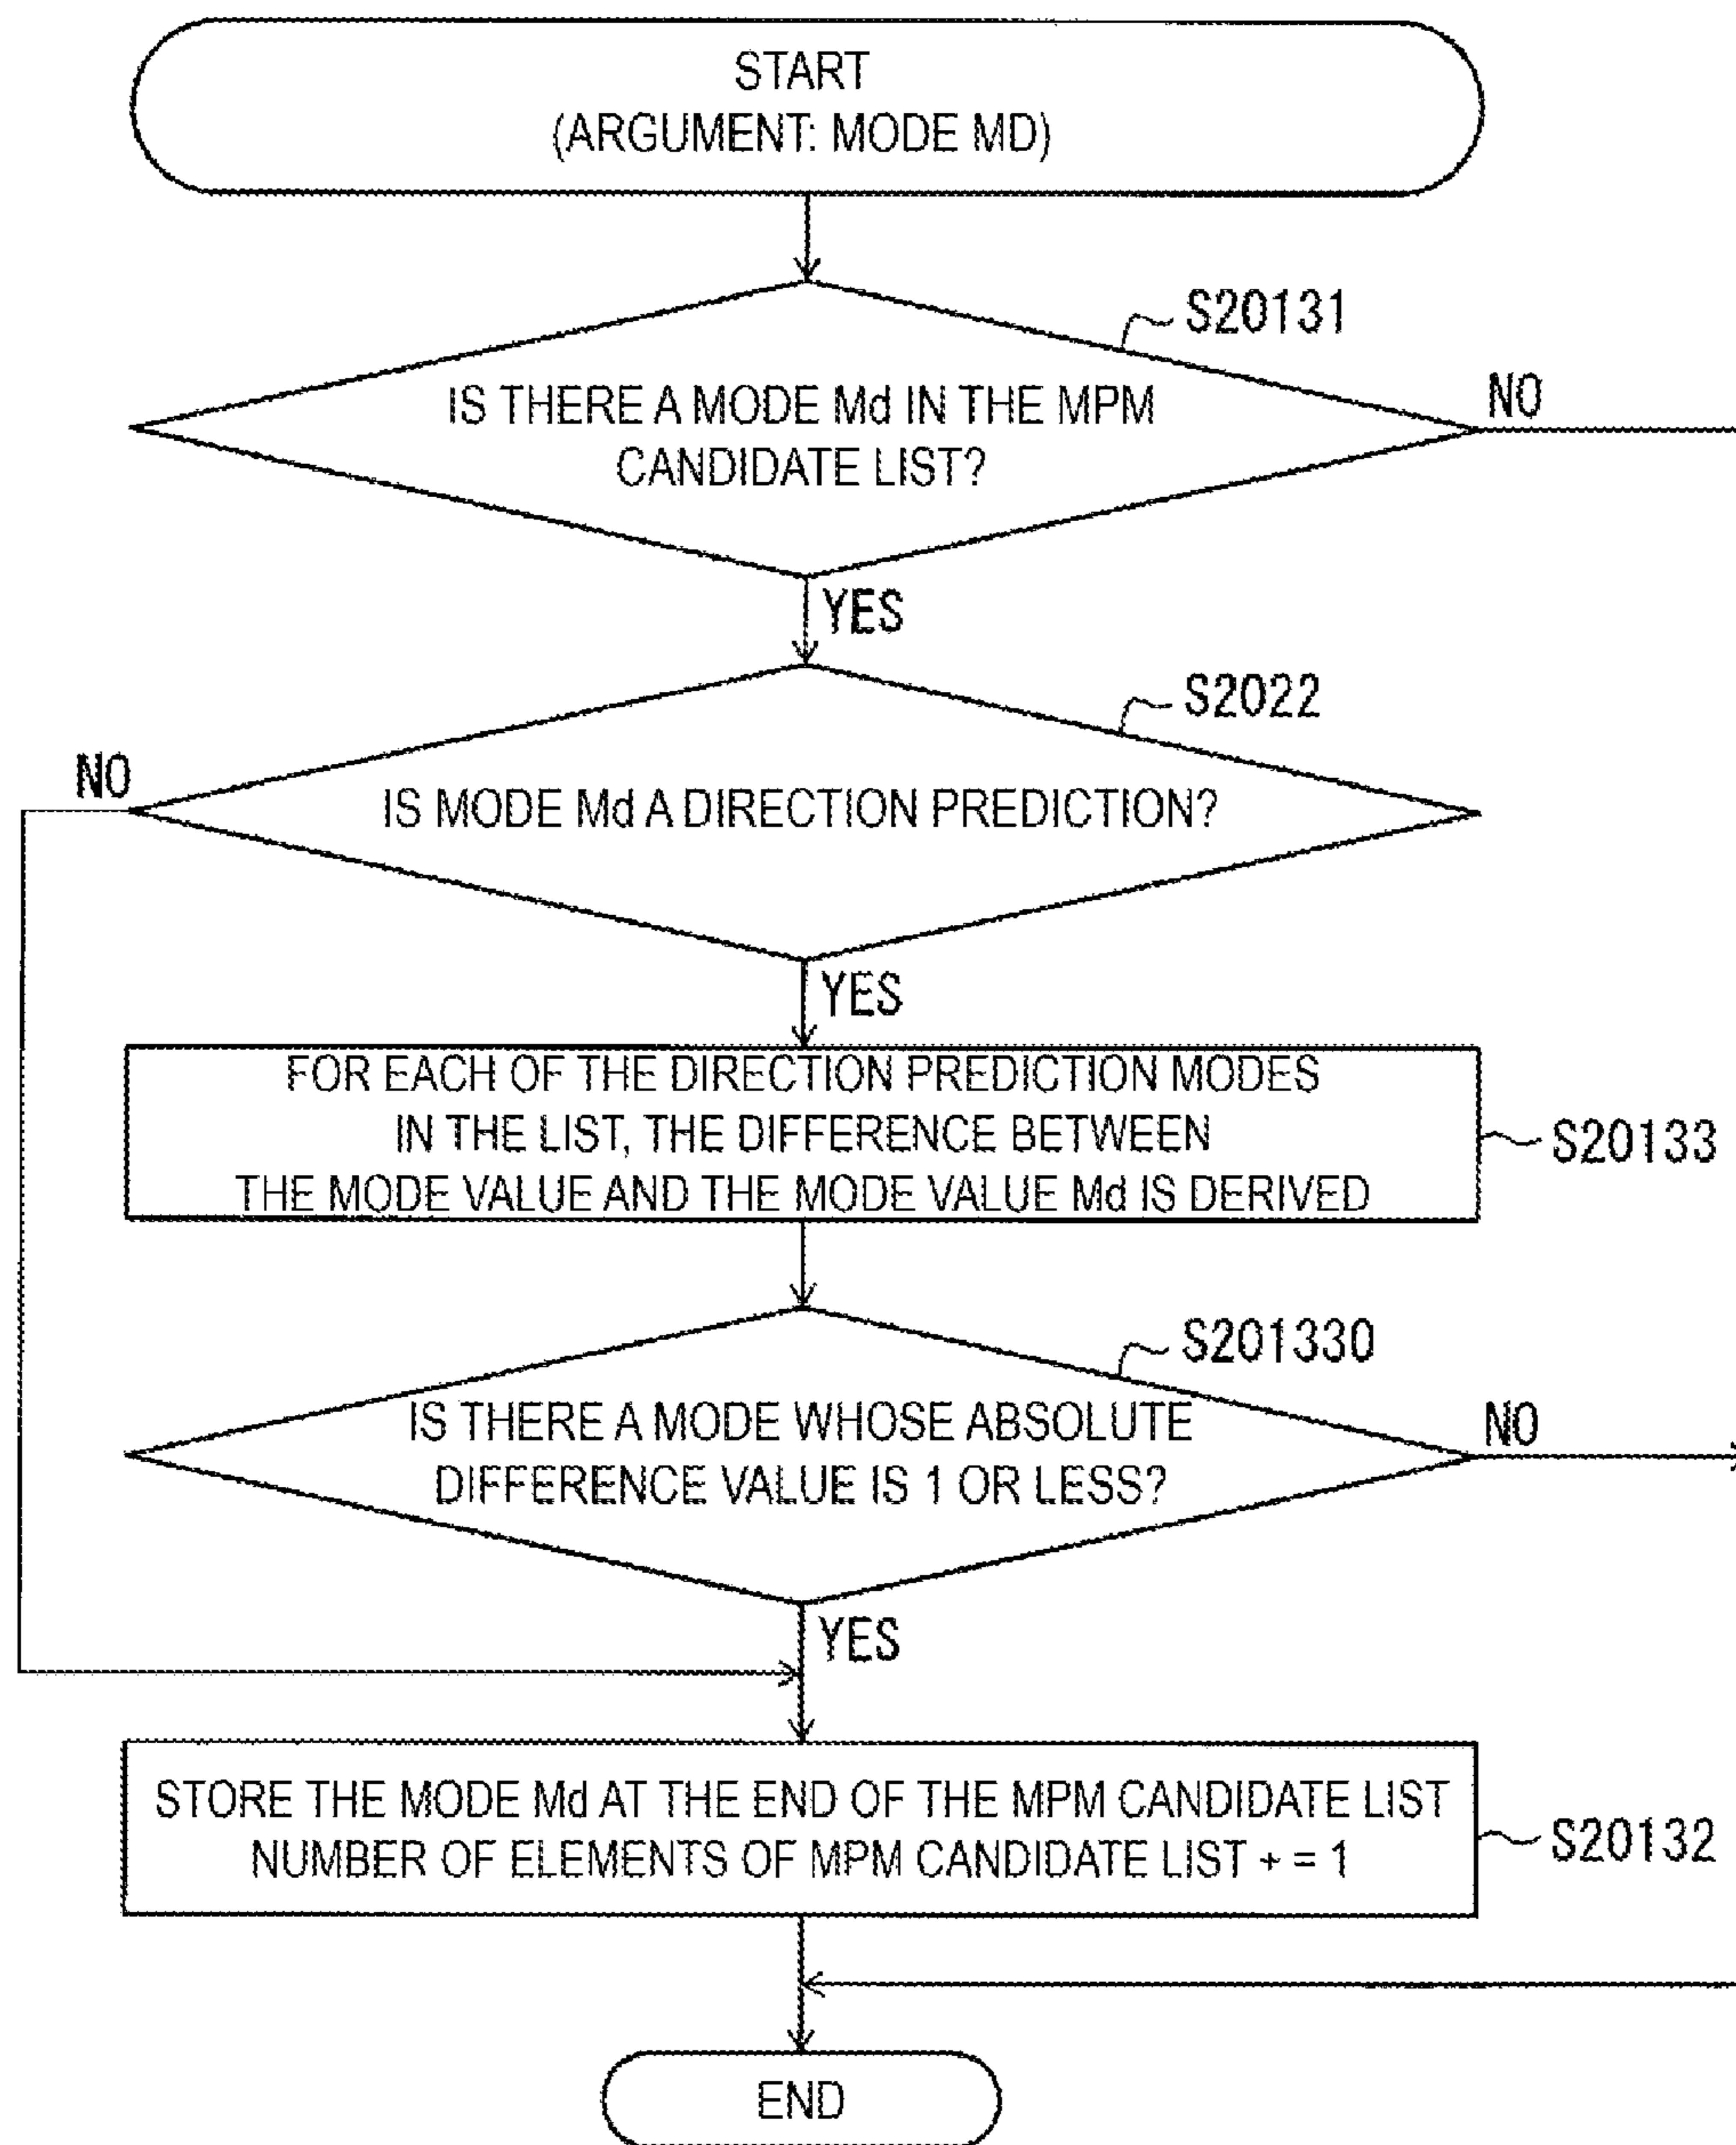 START
(ARGUMENT: MODE MD)
S20131
IS THERE A MODE Md IN THE MPM
CANDIDATE LIST?
NO
YES
S2022
NO
IS MODE Md A DIRECTION PREDICTION?
YES
FOR EACH OF THE DIRECTION PREDICTION MODES
IN THE LIST, THE DIFFERENCE BETWEEN
THE MODE VALUE AND THE MODE VALUE Md IS DERIVED
S20133
S201330
IS THERE A MODE WHOSE ABSOLUTE
DIFFERENCE VALUE IS 1 OR LESS?
NO
YES
STORE THE MODE Md AT THE END OF THE MPM CANDIDATE LIST
NUMBER OF ELEMENTS OF MPM CANDIDATE LIST + = 1
S20132
END